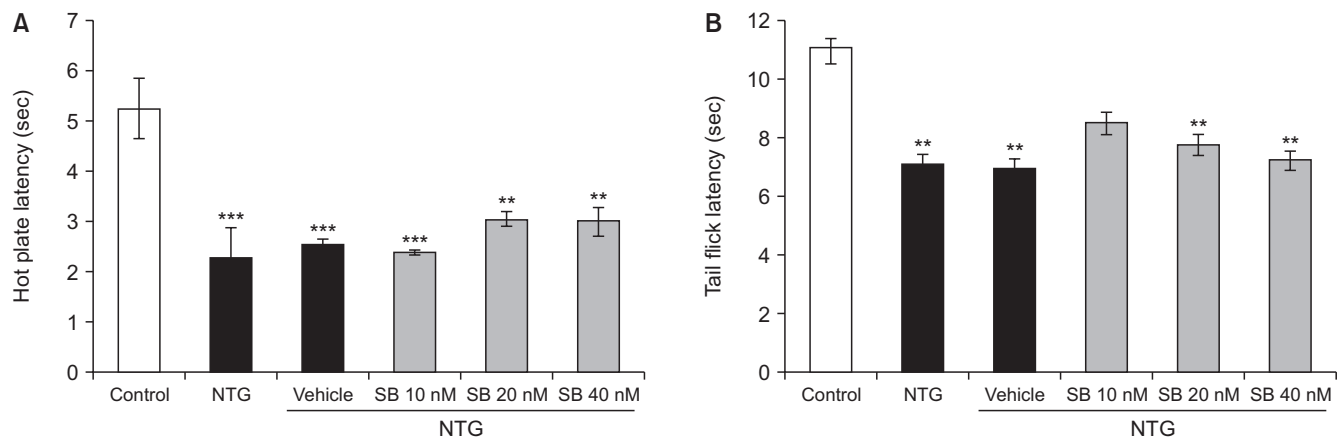 A
Hot plate latency (sec)
7
6
5
4
3
2
1
0
***
***
***
**
**
Control
NTG
Vehicle
SB 10 nM
SB 20 nM
SB 40 nM
NTG
B
Tail flick latency (sec)
12
10
8
6
4
2
0
**
**
**
**
Control
NTG
Vehicle
SB 10 nM
SB 20 nM
SB 40 nM
NTG